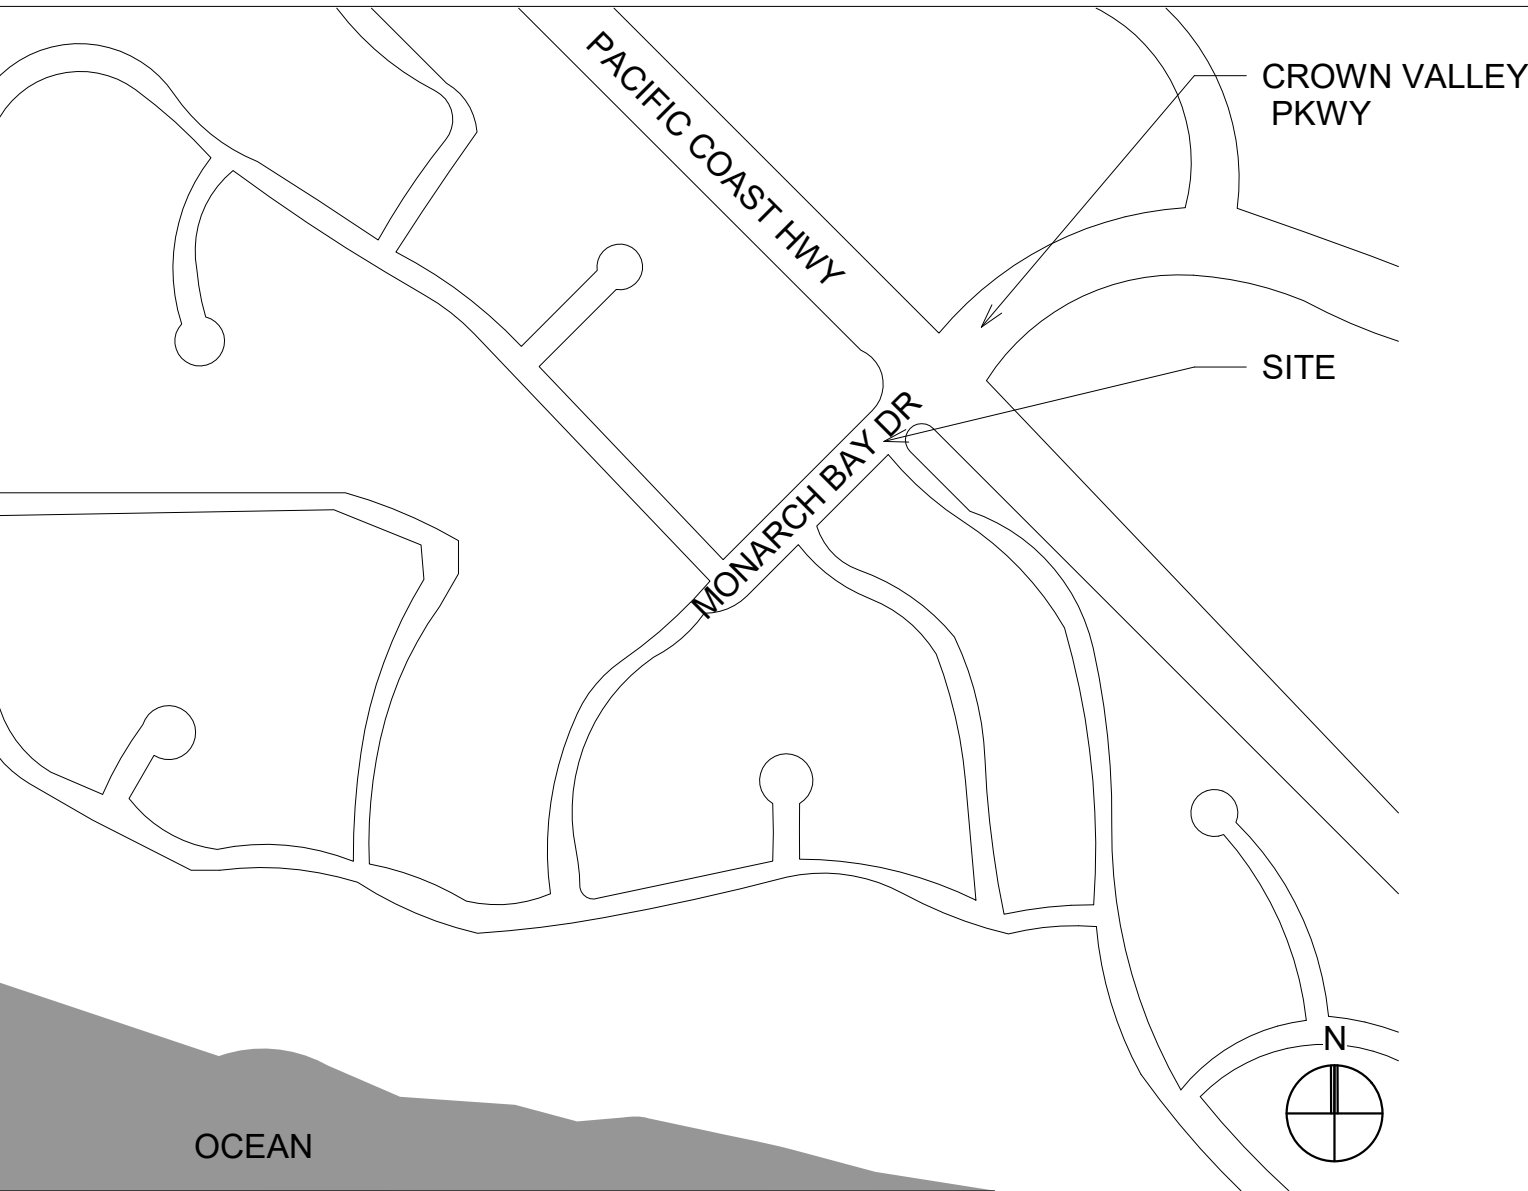 PACIFIC COAST HWY
CROWN VALLEY
PKWY
SITE
MONARCH BAY DR
N
OCEAN